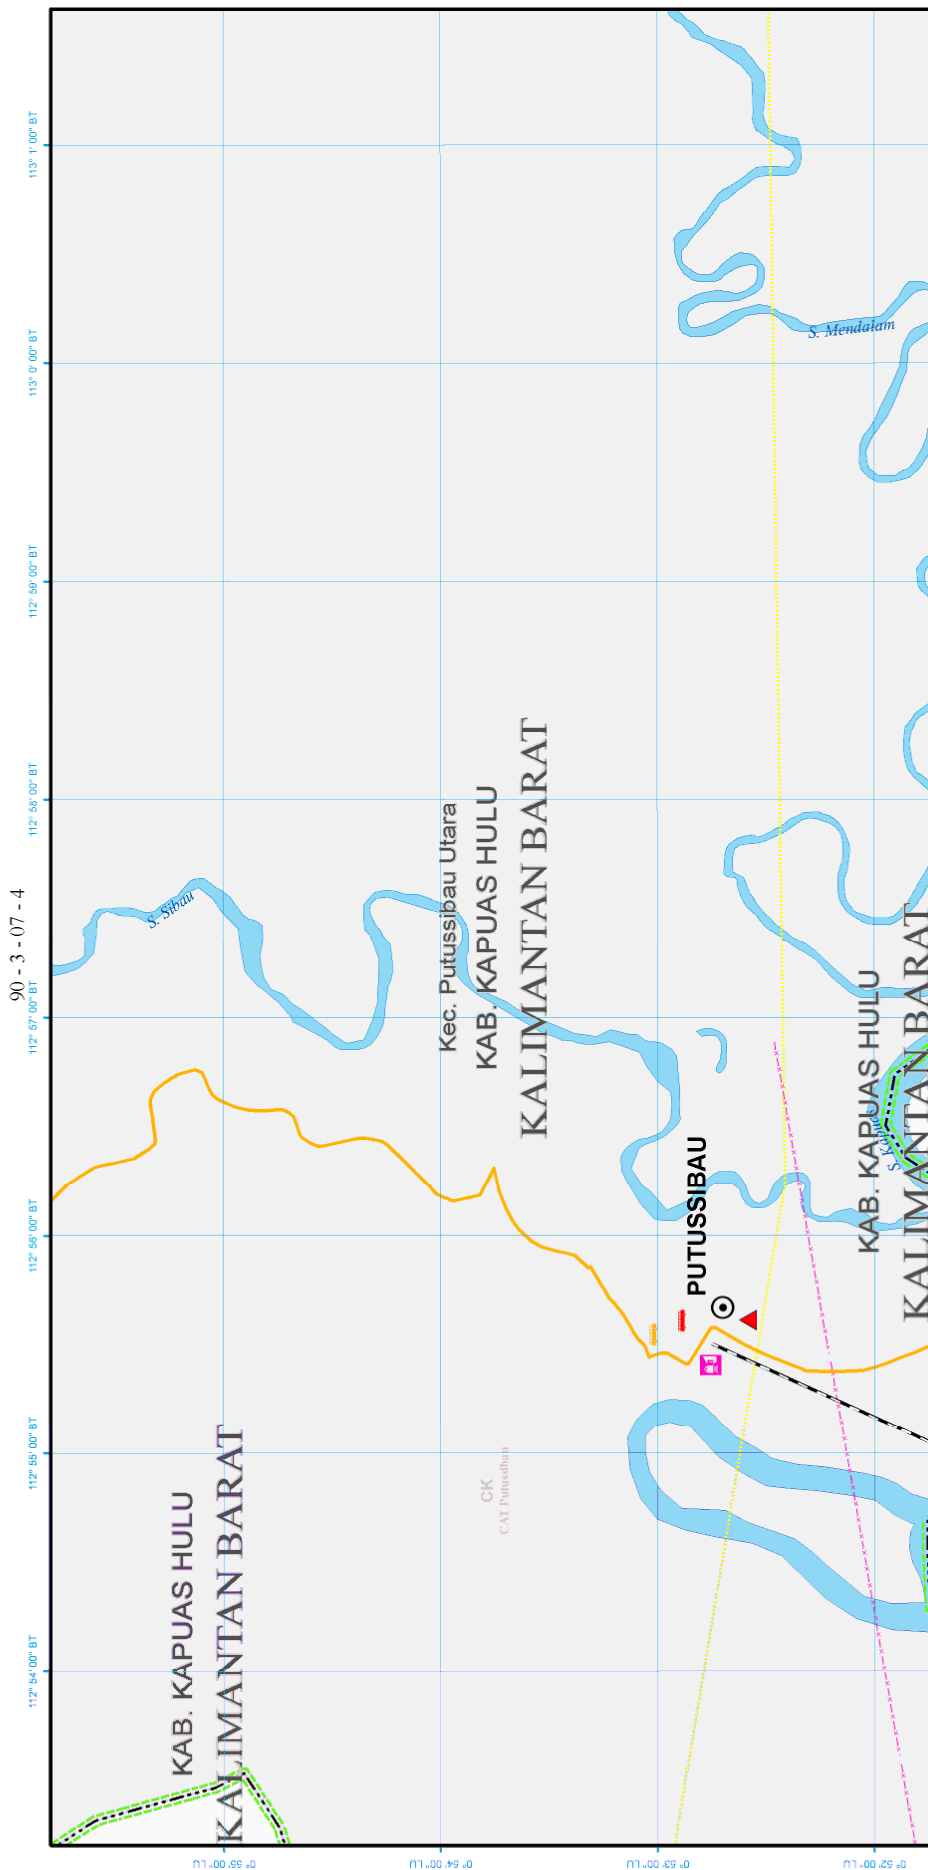 90 - 3 - 07 - 4
112° 54' 00" BT
112° 55' 00" BT
112° 56' 00" BT
112° 57' 00" BT
112° 58' 00" BT
112° 59' 00" BT
113° 0' 00" BT
113° 1' 00" BT
KAB. KAPUAS HULU
KALIMANTAN BARAT
S. Sibau
Kec. Putussibau Utara
KAB. KAPUAS HULU
KALIMANTAN BARAT
CK
CAT Putussibau
PUTUSSIBAU
S. Mendalam
KAB. KAPUAS HULU
S. Kapuas
KALIMANTAN BARAT
0° 55' 00" LU
0° 54' 00" LU
0° 53' 00" LU
0° 52' 00" LU